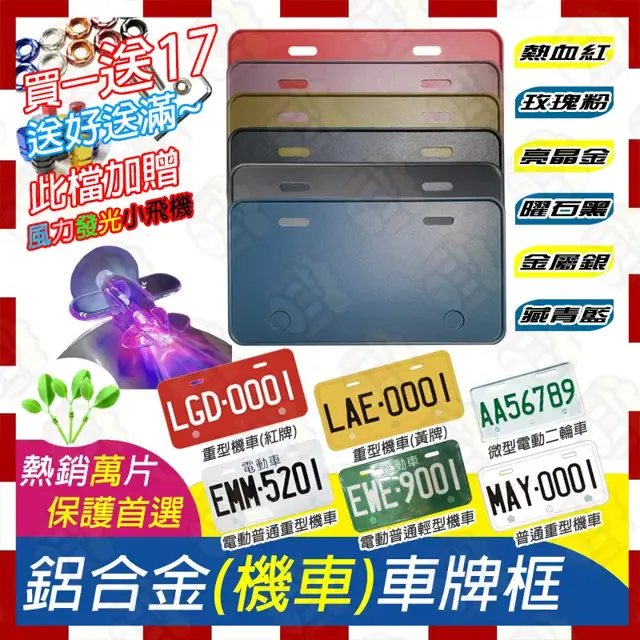 買一送17
送好送滿~
此檔加贈
風力發光小飛機
熱血紅
玫瑰粉
亮晶金
曜石黑
金屬銀
藏青藍
LGD-0001
重型機車(紅牌)
LAE-0001
重型機車(黃牌)
AA56789
微型電動二輪車
電動車
EMM-5201
電動普通重型機車
電動車
EWE-9001
電動普通輕型機車
MAY-0001
普通重型機車
熱銷萬片
保護首選
鋁合金(機車)車牌框